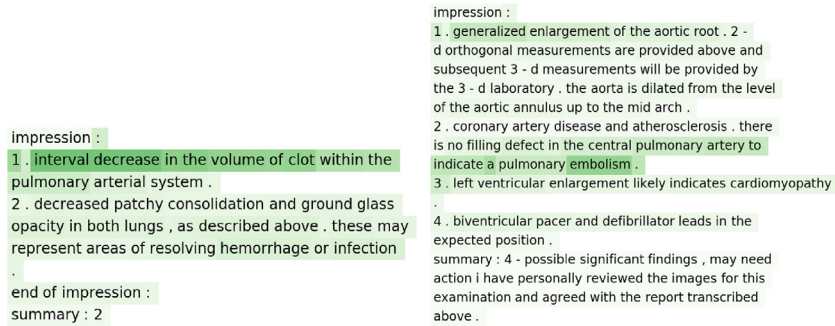 impression :
1 . interval decrease in the volume of clot within the
pulmonary arterial system .
2 . decreased patchy consolidation and ground glass
opacity in both lungs , as described above . these may
represent areas of resolving hemorrhage or infection
.
end of impression :
summary : 2
impression :
1 . generalized enlargement of the aortic root . 2 -
d orthogonal measurements are provided above and
subsequent 3 - d measurements will be provided by
the 3 - d laboratory . the aorta is dilated from the level
of the aortic annulus up to the mid arch .
2 . coronary artery disease and atherosclerosis . there
is no filling defect in the central pulmonary artery to
indicate a pulmonary embolism .
3 . left ventricular enlargement likely indicates cardiomyopathy
.
4 . biventricular pacer and defibrillator leads in the
expected position .
summary : 4 - possible significant findings , may need
action i have personally reviewed the images for this
examination and agreed with the report transcribed
above .